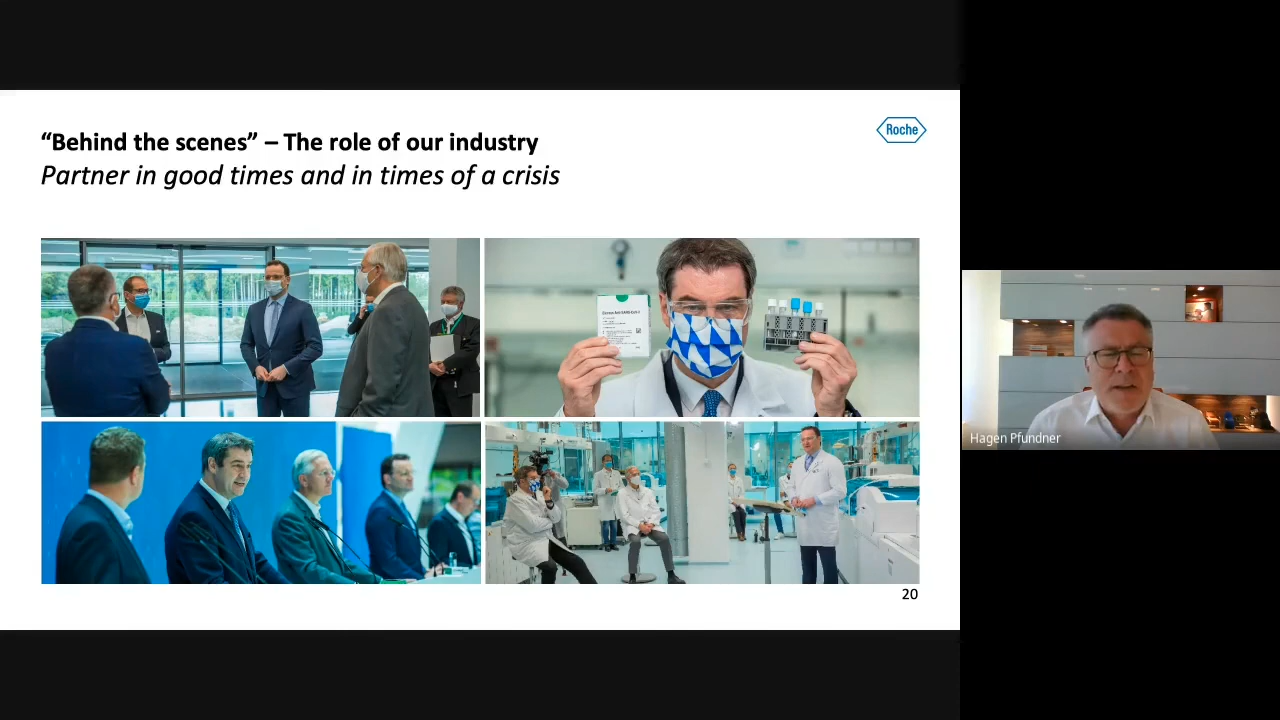 “Behind the scenes” – The role of our industry
Partner in good times and in times of a crisis
Roche
20
Hagen Pfundner